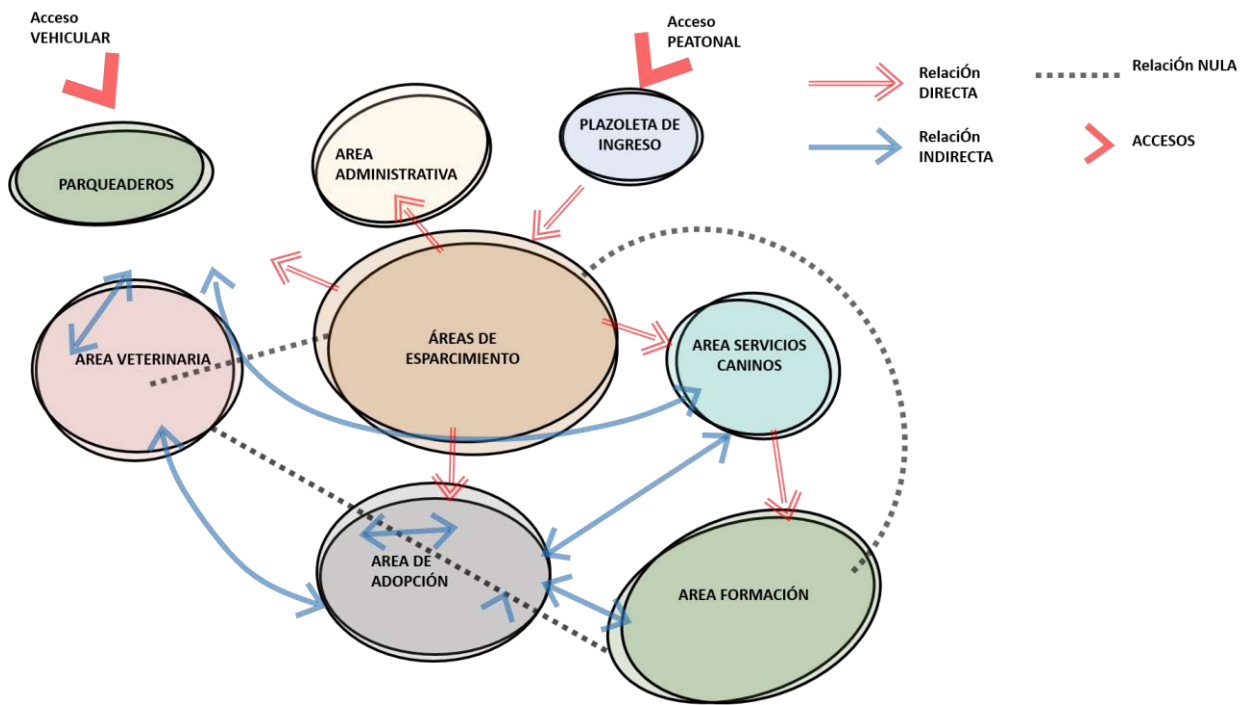 Acceso
VEHICULAR
Acceso
PEATONAL
RelaciÓn
DIRECTA
RelaciÓn NULA
RelaciÓn
INDIRECTA
ACCESOS
PLAZOLETA DE
INGRESO
AREA
ADMINISTRATIVA
PARQUEADEROS
AREA VETERINARIA
ÁREAS DE
ESPARCIMIENTO
AREA SERVICIOS
CANINOS
AREA DE
ADOPCIÓN
AREA FORMACIÓN